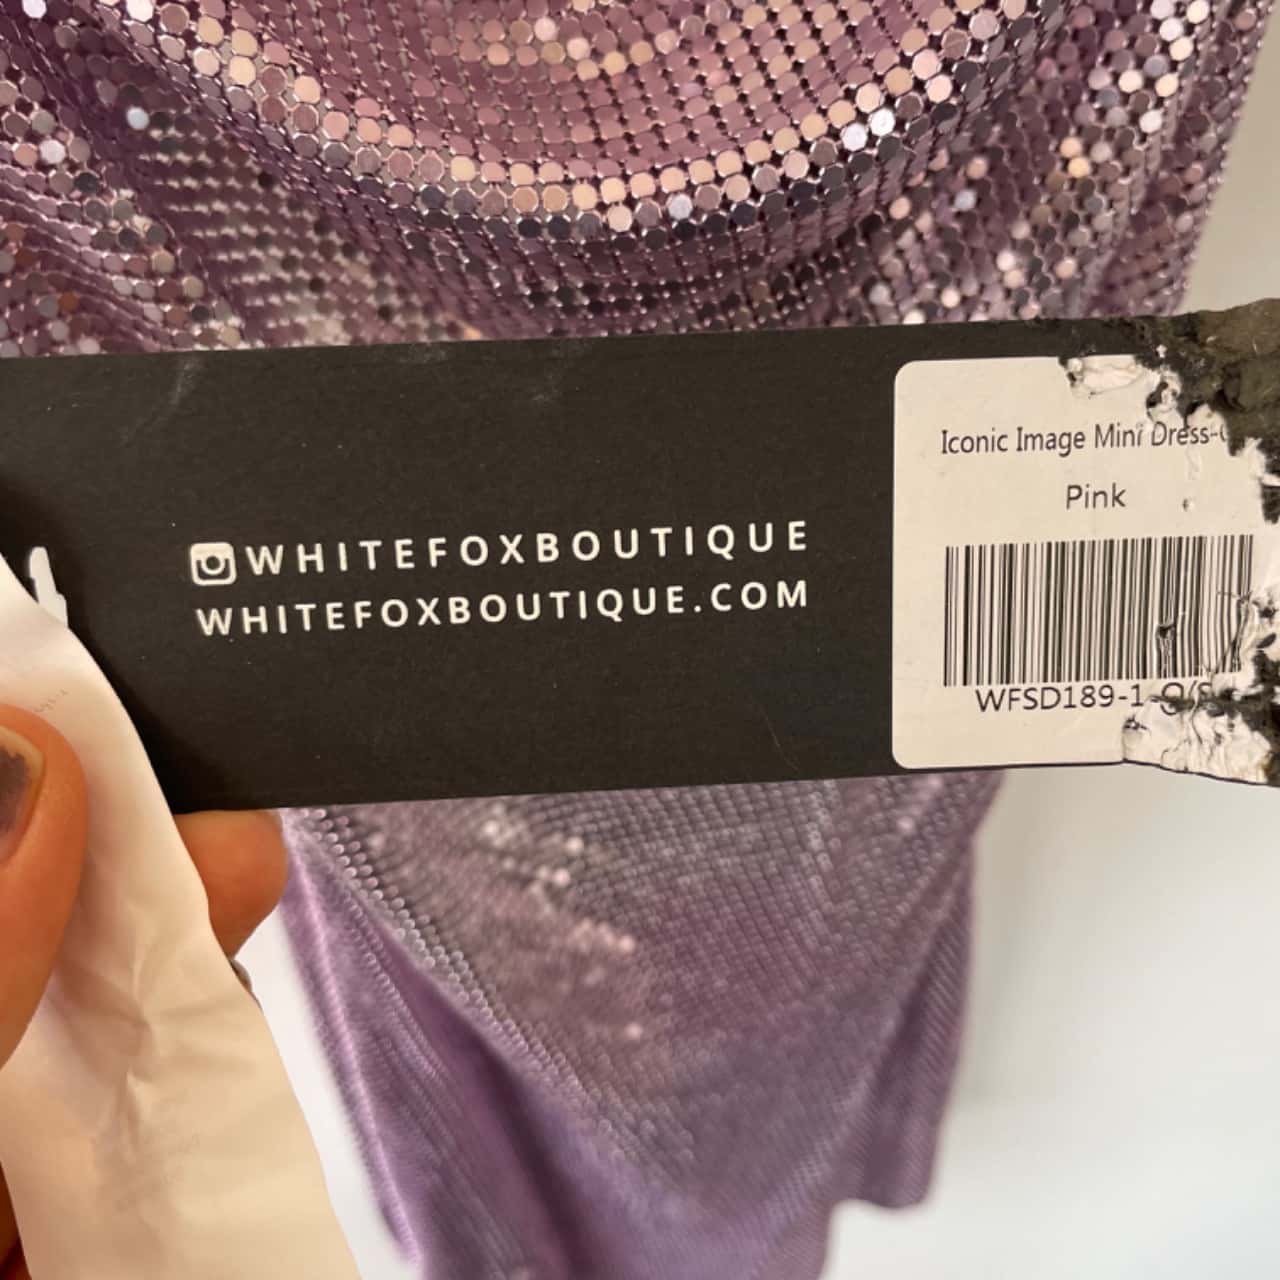 WHITEFOXBOUTIQUE
WHITEFOXBOUTIQUE.COM
Iconic Image Mini Dress-
Pink
WFSD189-1-O/S